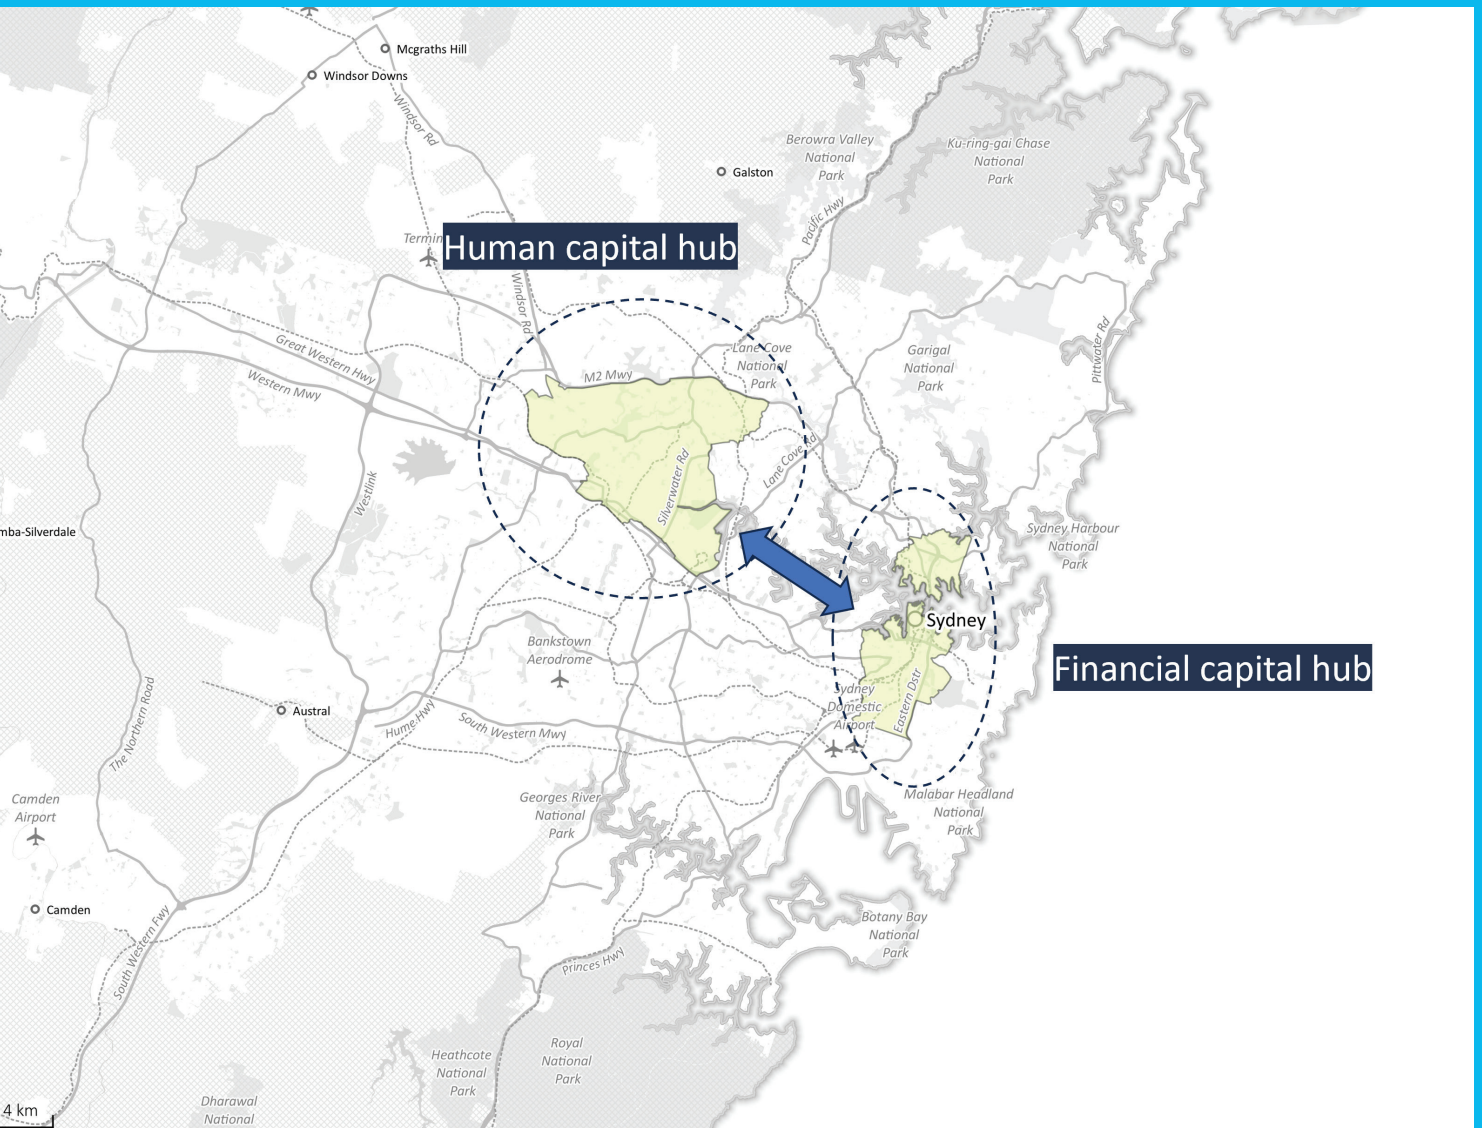 Mcgraths Hill
Windsor Downs
Windsor Rd
Berowra Valley
National
Park
Ku-ring-gai Chase
National
Park
Galston
Pacific Hwy
Human capital hub
Windsor Rd
Great Western Hwy
Western Mwy
M2 Mwy
Lane Cove
National
Park
Garigal
National
Park
Pittwater Rd
Lane Cove Rd
Silverwater Rd
Westlink
mba-Silverdale
Sydney Harbour
National
Park
Sydney
Financial capital hub
Bankstown
Aerodrome
Sydney
Domestic
Airport
Eastern Dstr
The Northern Road
Austral
Hume Hwy
South Western Mwy
Georges River
National
Park
Malabar Headland
National
Park
Camden
Airport
Camden
South Western Fwy
Botany Bay
National
Park
Princes Hwy
Royal
National
Park
Heathcote
National
Park
Dharawal
National
4 km